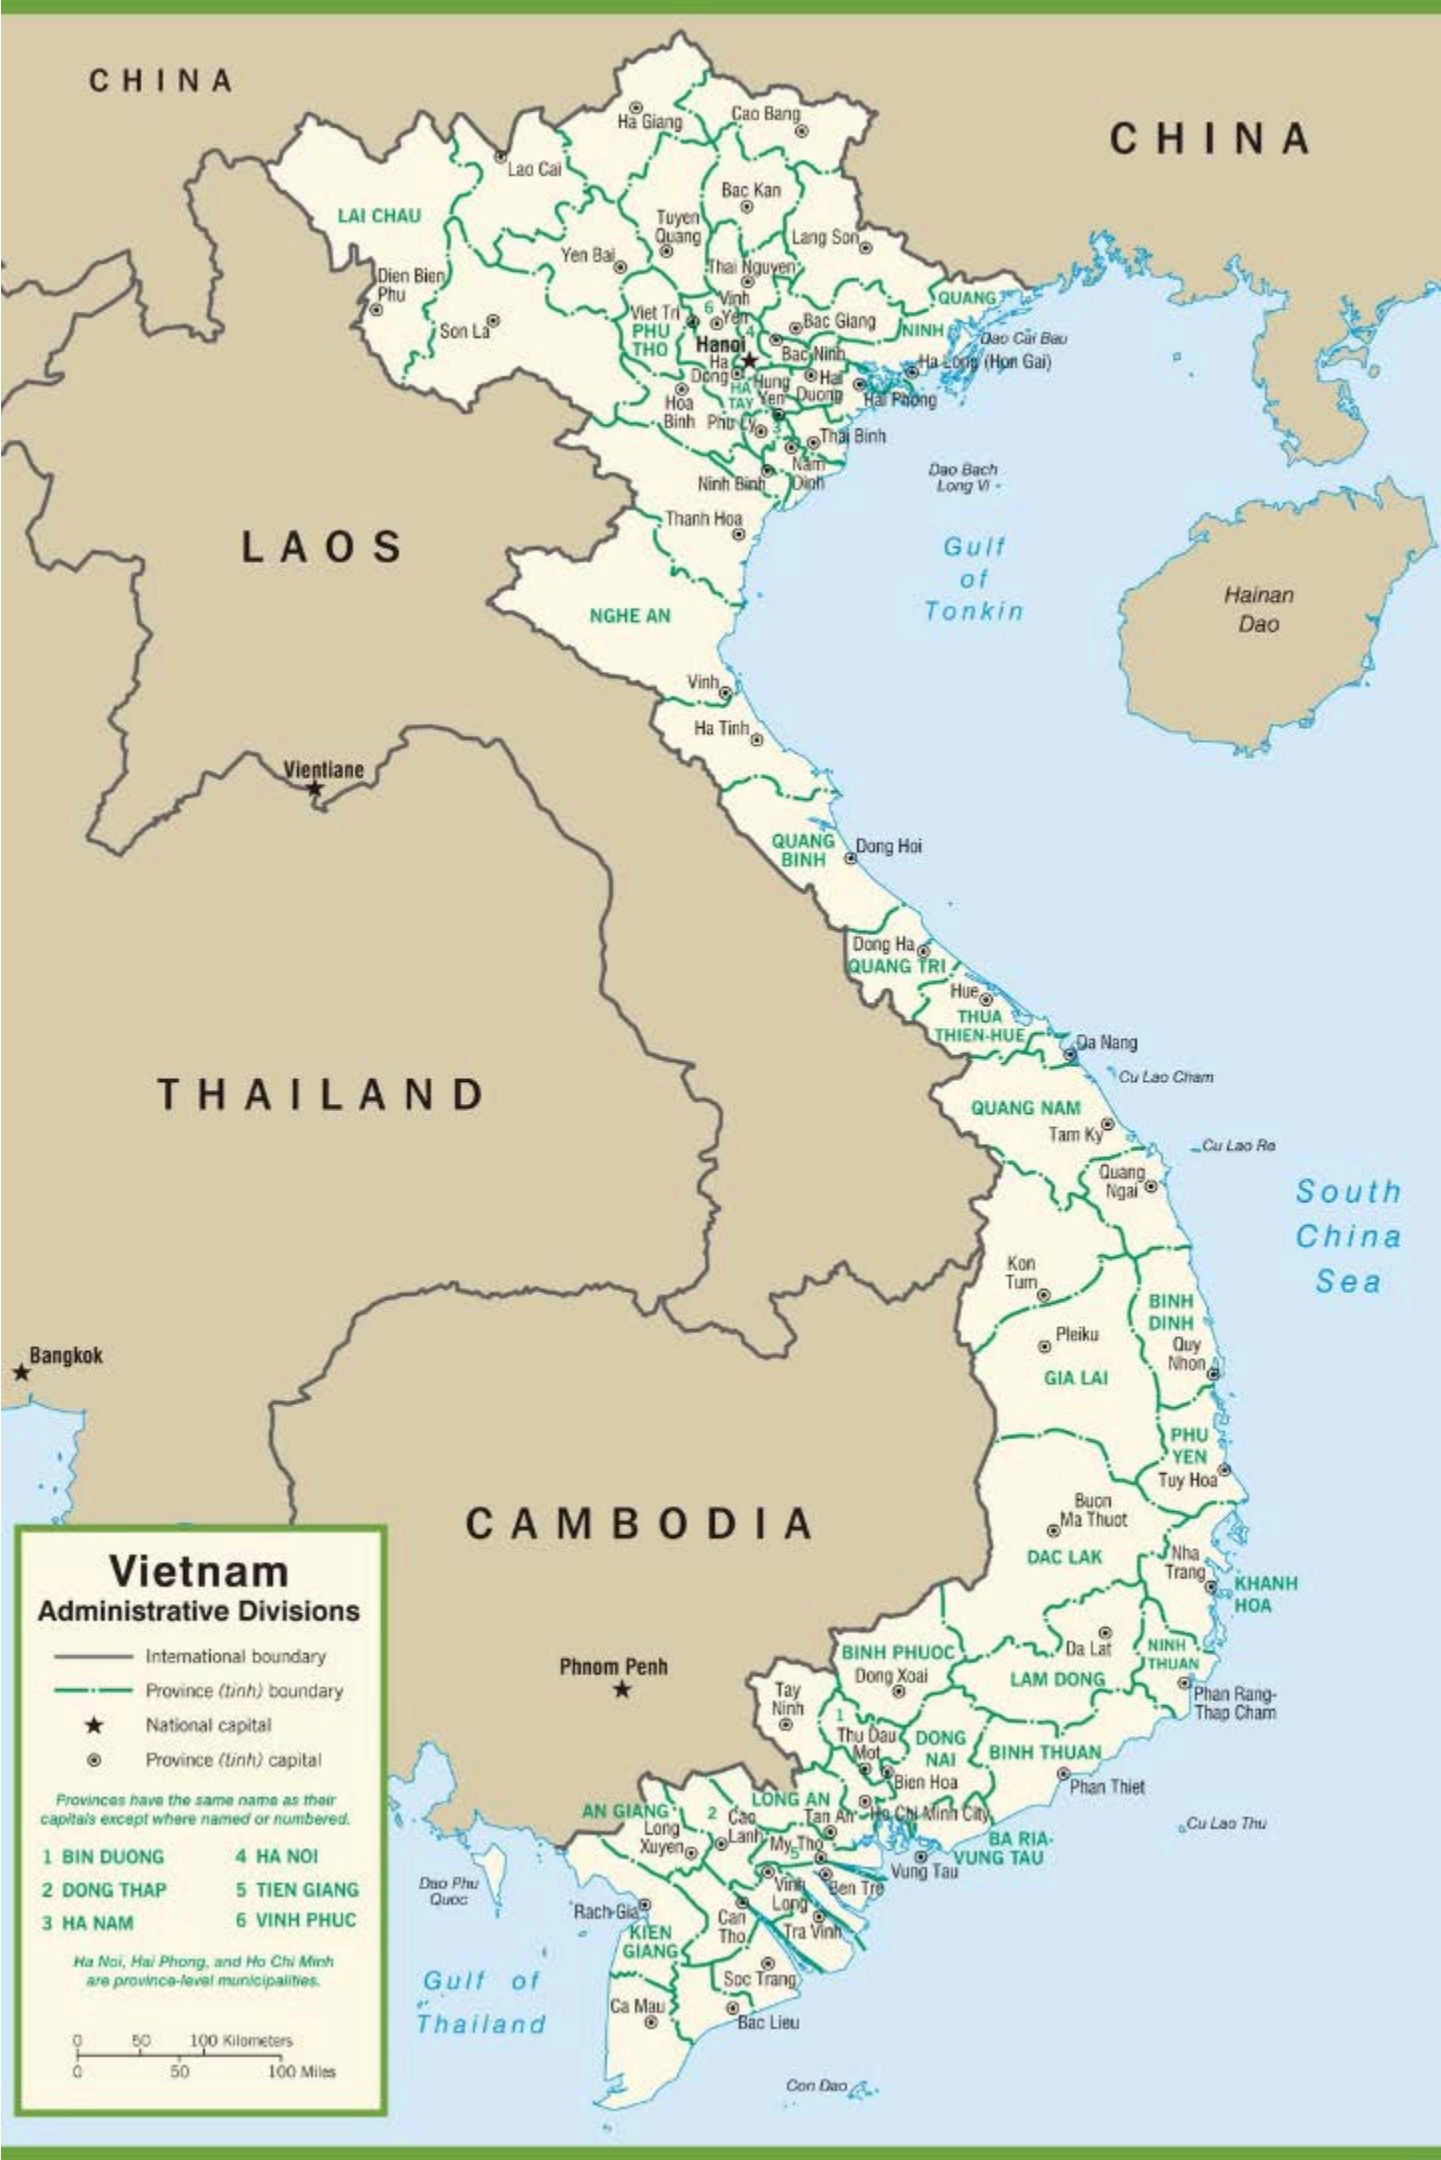 CHINA
CHINA
Ha Giang
Cao Bang
Lao Cai
Bac Kan
LAI CHAU
Tuyen
Quang
Lang Son
Yen Bai
Dien Bien
Phu
Thai Nguyen
QUANG
NINH
Son La
Viet Tri
PHU
THO
6
Vinh
Yen
4
Bac Giang
Hanoi
Bac Ninh
Dao Cai Bau
Ha Long (Hon Gai)
Ha
Dong
HA
TAY
Hung
Yen
Hai
Duong
Hai Phong
Hoa
Binh
Phu Ly
3
Thai Binh
Nam
Dinh
Ninh Binh
Dao Bach
Long Vi
Thanh Hoa
LAOS
Gulf
of
Tonkin
Hainan
Dao
NGHE AN
Vinh
Ha Tinh
Vientiane
QUANG
BINH
Dong Hoi
Dong Ha
QUANG TRI
Hue
THUA
THIEN-HUE
Da Nang
Cu Lao Cham
THAILAND
QUANG NAM
Tam Ky
Cu Lao Re
Quang
Ngai
South
China
Sea
Kon
Tum
BINH
DINH
Pleiku
Quy
Nhon
GIA LAI
Bangkok
PHU
YEN
Tuy Hoa
CAMBODIA
Buon
Ma Thuot
DAC LAK
Nha
Trang
KHANH
HOA
BINH PHUOC
Dong Xoai
Da Lat
NINH
THUAN
LAM DONG
Phnom Penh
Tay
Ninh
Phan Rang-
Thap Cham
1
Thu Dau
Mot
DONG
NAI
BINH THUAN
Bien Hoa
Phan Thiet
AN GIANG
Long
Xuyen
2
Cao
Lanh
LONG AN
Tan An
Ho Chi Minh City
Cu Lao Thu
My Tho
5
BA RIA-
VUNG TAU
Vung Tau
Dao Phu
Quoc
Rach Gia
Vinh
Long
Ben Tre
Can
Tho
Tra Vinh
KIEN
GIANG
Soc Trang
Gulf of
Thailand
Ca Mau
Bac Lieu
Con Dao
Vietnam
Administrative Divisions
International boundary
Province (tinh) boundary
National capital
Province (tinh) capital
Provinces have the same name as their
capitals except where named or numbered.
1 BIN DUONG
2 DONG THAP
3 HA NAM
4 HA NOI
5 TIEN GIANG
6 VINH PHUC
Ha Noi, Hai Phong, and Ho Chi Minh
are province-level municipalities.
0 50 100 Kilometers
0 50 100 Miles